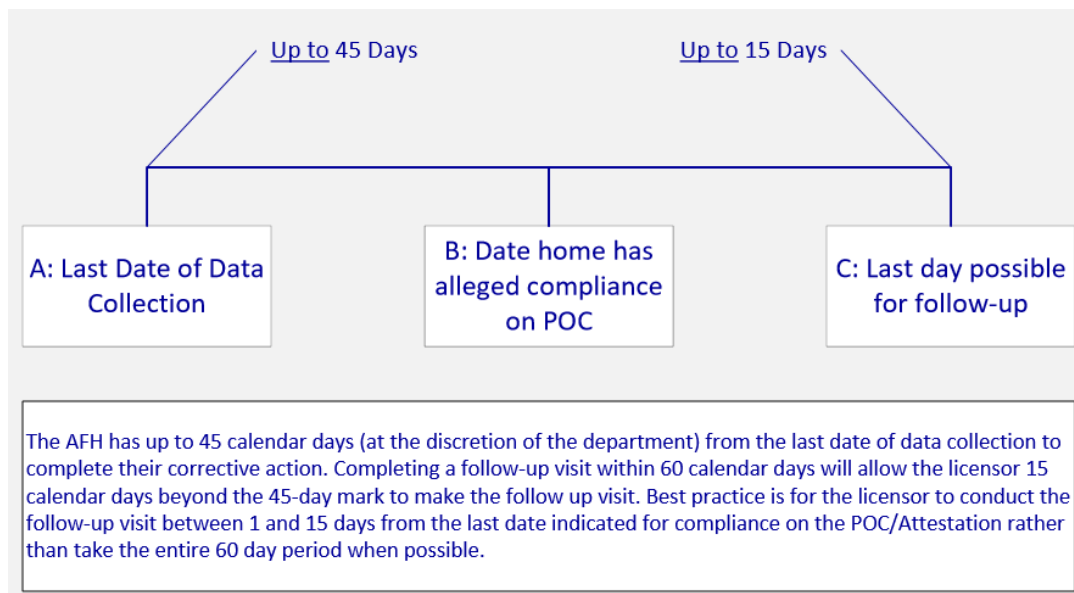 Up to 45 Days
Up to 15 Days
A: Last Date of Data
Collection
B: Date home has
alleged compliance
on POC
C: Last day possible
for follow-up
The AFH has up to 45 calendar days (at the discretion of the department) from the last date of data collection to
complete their corrective action. Completing a follow-up visit within 60 calendar days will allow the licensor 15
calendar days beyond the 45-day mark to make the follow up visit. Best practice is for the licensor to conduct the
follow-up visit between 1 and 15 days from the last date indicated for compliance on the POC/Attestation rather
than take the entire 60 day period when possible.